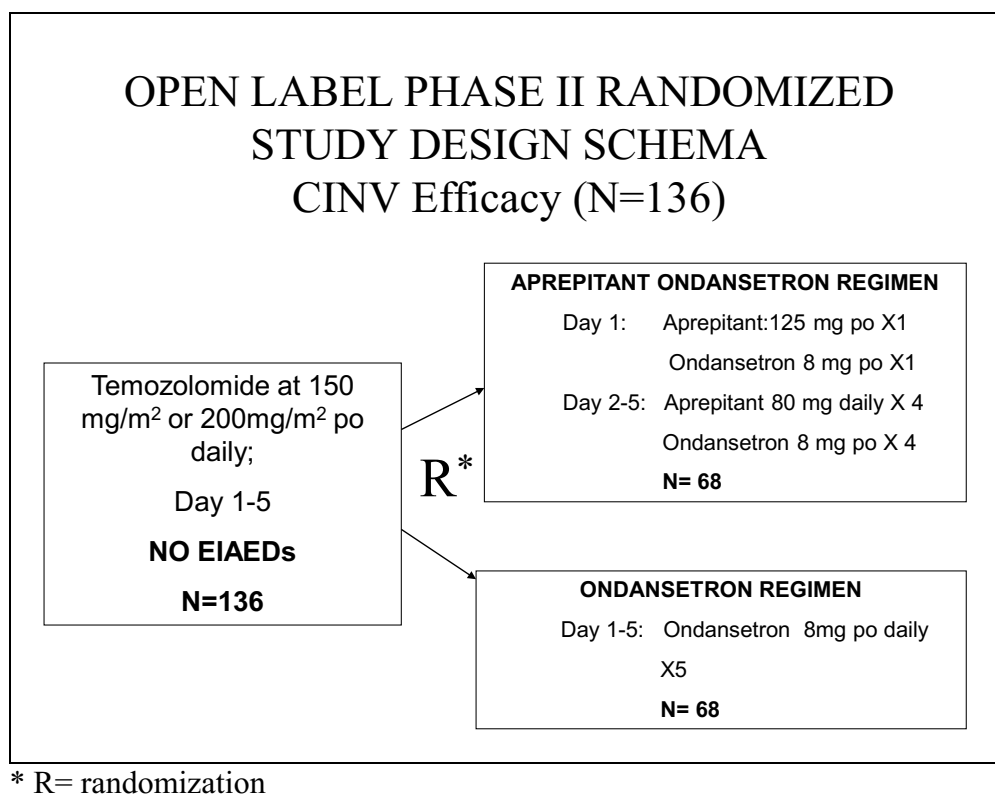 OPEN LABEL PHASE II RANDOMIZED
STUDY DESIGN SCHEMA
CINV Efficacy (N=136)
Temozolomide at 150
mg/m² or 200mg/m² po
daily;
Day 1-5
NO EIAEDs
N=136
R*
APREPITANT ONDANSETRON REGIMEN
Day 1: Aprepitant:125 mg po X1
Ondansetron 8 mg po X1
Day 2-5: Aprepitant 80 mg daily X 4
Ondansetron 8 mg po X 4
N= 68
ONDANSETRON REGIMEN
Day 1-5: Ondansetron 8mg po daily
X5
N= 68
* R= randomization